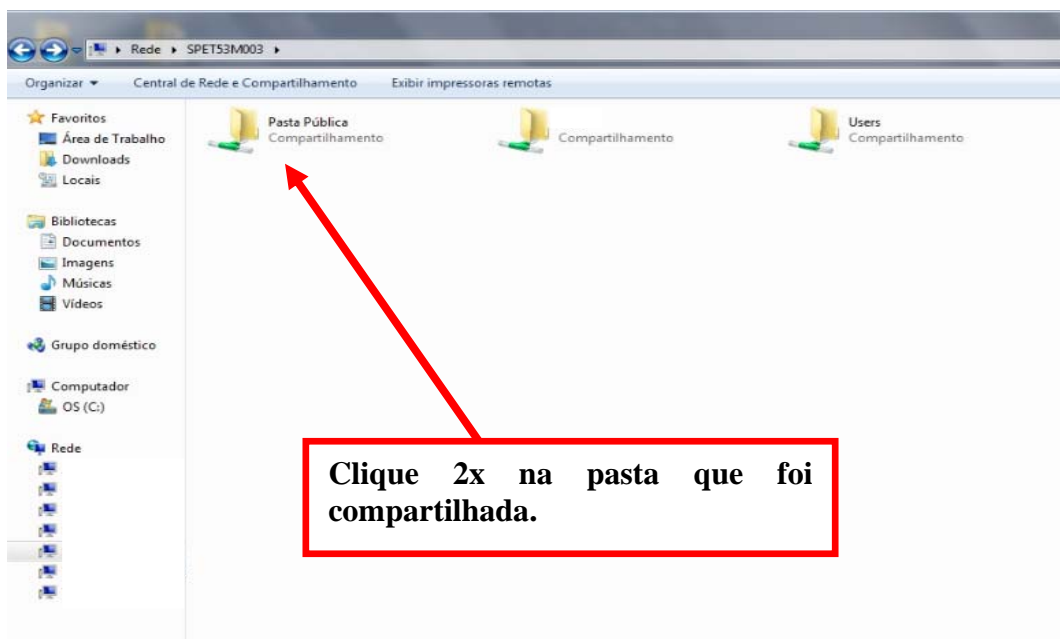 Rede SPET53M003
Organizar Central de Rede e Compartilhamento Exibir impressoras remotas
Favoritos
Área de Trabalho
Downloads
Locais
Bibliotecas
Documentos
Imagens
Músicas
Vídeos
Grupo doméstico
Computador
OS (C:)
Rede
Pasta Pública
Compartilhamento
Compartilhamento
Users
Compartilhamento
Clique 2x na pasta que foi
compartilhada.